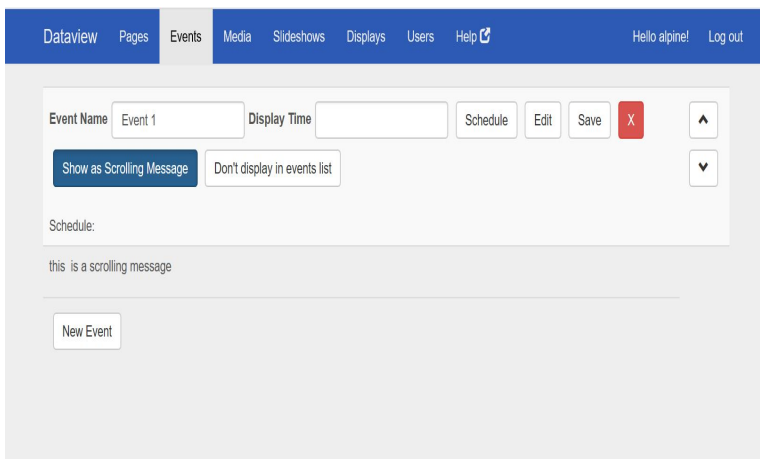 Dataview Pages Events Media Slideshows Displays Users Help Hello alpine! Log out
Event Name Event 1 Display Time Schedule Edit Save X
Show as Scrolling Message Don't display in events list
Schedule:
this is a scrolling message
New Event